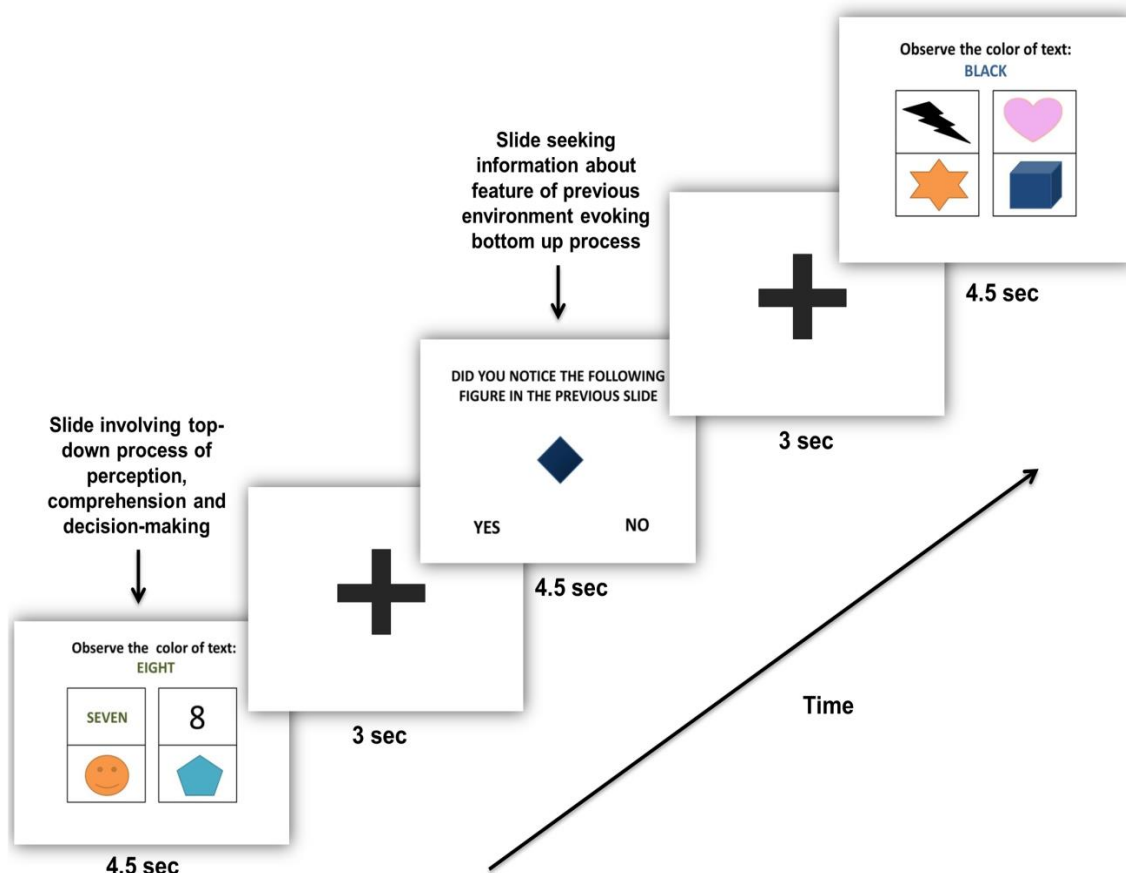 Observe the color of text:
BLACK
4.5 sec
Slide seeking
information about
feature of previous
environment evoking
bottom up process
3 sec
DID YOU NOTICE THE FOLLOWING
FIGURE IN THE PREVIOUS SLIDE
YES NO
4.5 sec
Slide involving top-
down process of
perception,
comprehension and
decision-making
3 sec
Observe the color of text:
EIGHT
SEVEN 8
4.5 sec
Time